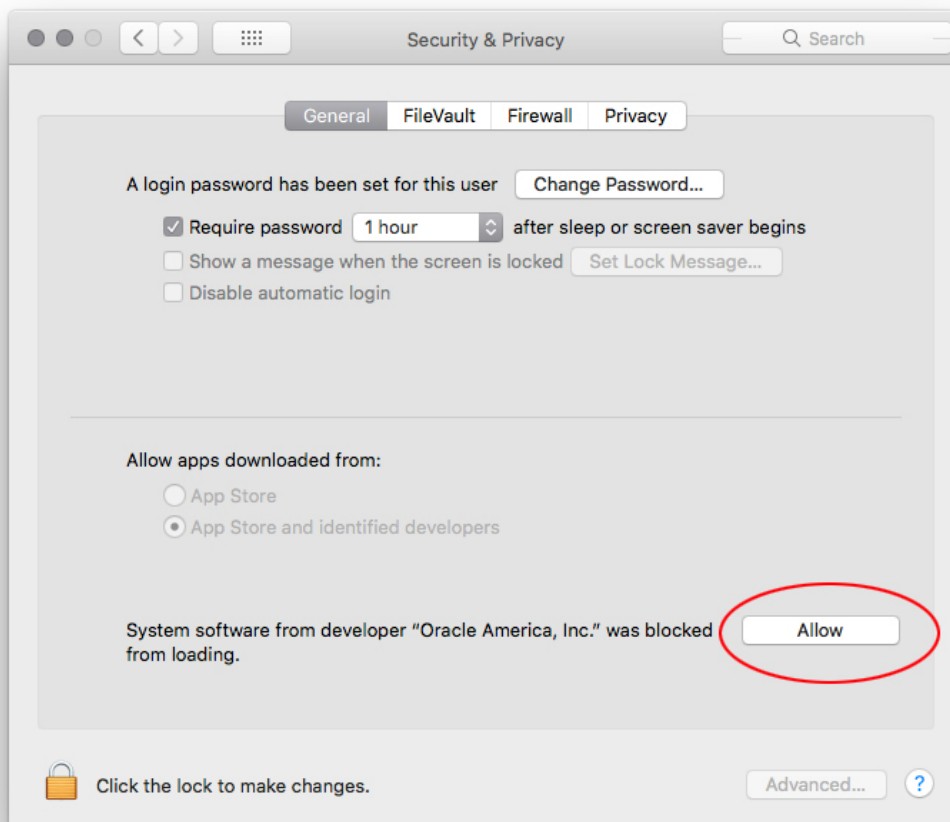 Security & Privacy
Search
General FileVault Firewall Privacy
A login password has been set for this user Change Password...
Require password 1 hour after sleep or screen saver begins
Show a message when the screen is locked Set Lock Message...
Disable automatic login
Allow apps downloaded from:
App Store
App Store and identified developers
System software from developer “Oracle America, Inc.” was blocked Allow
from loading.
Click the lock to make changes. Advanced... ?